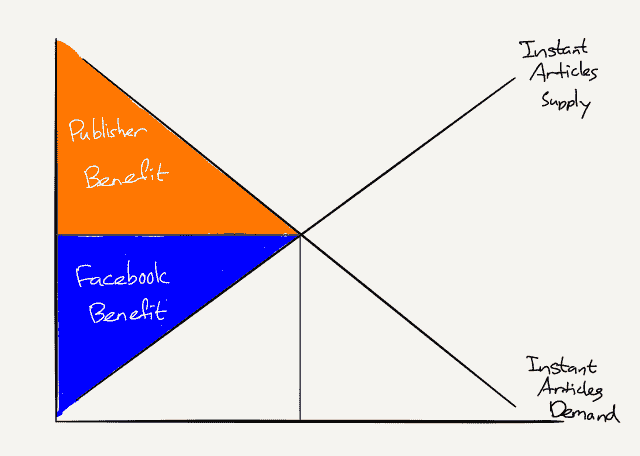 Instant
Articles
Supply
Publisher
Benefit
Facebook
Benefit
Instant
Articles
Demand